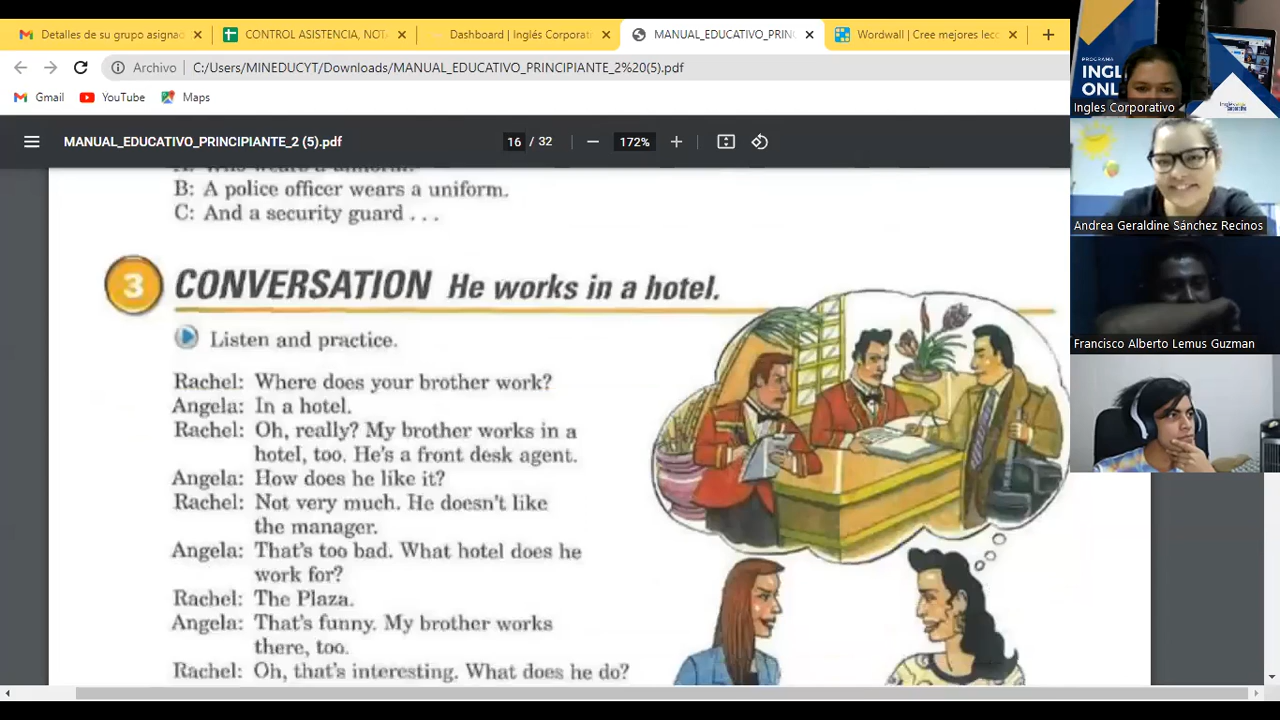 Detalles de su grupo asignad
CONTROL ASISTENCIA, NOT
Dashboard | Inglés Corporati
MANUAL_EDUCATIVO_PRIN
Wordwall | Cree mejores lec
Archivo
C:/Users/MINEDUCYT/Downloads/MANUAL_EDUCATIVO_PRINCIPIANTE_2%20(5).pdf
Gmail
YouTube
Maps
MANUAL_EDUCATIVO_PRINCIPIANTE_2 (5).pdf
16 / 32
172%
B: A police officer wears a uniform.
C: And a security guard . . .
3 CONVERSATION He works in a hotel.
Listen and practice.
Rachel: Where does your brother work?
Angela: In a hotel.
Rachel: Oh, really? My brother works in a
hotel, too. He's a front desk agent.
Angela: How does he like it?
Rachel: Not very much. He doesn't like
the manager.
Angela: That's too bad. What hotel does he
work for?
Rachel: The Plaza.
Angela: That's funny. My brother works
there, too.
Rachel: Oh, that's interesting. What does he do?
PROGRAMA
INGL
ONL
Ingles Corporativo
Andrea Geraldine Sánchez Recinos
Francisco Alberto Lemus Guzman